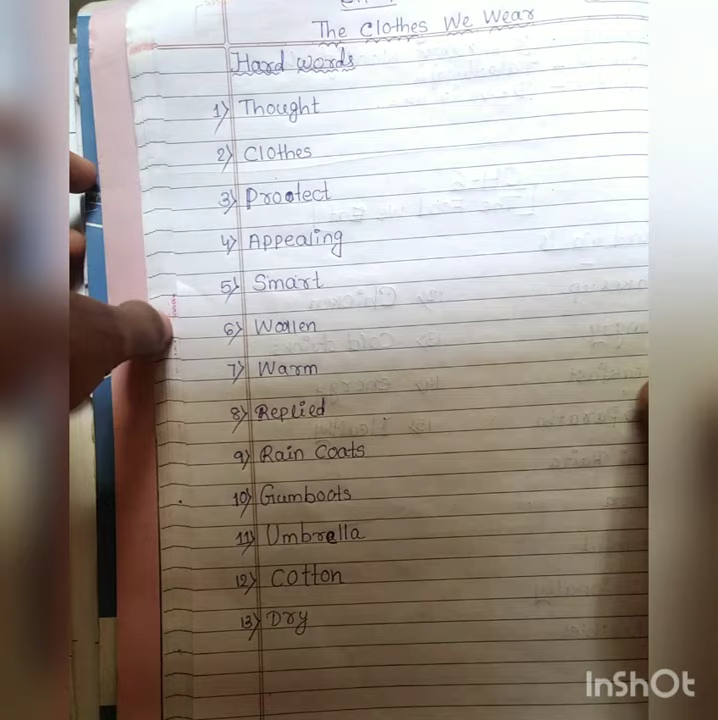 The Clothes We Wear
Hard words
1) Thought
2) Clothes
3) Protect
4) Appealing
5) Smart
6) Wollen
7) Warm
8) Replied
9) Rain Coats
10) Gumboots
11) Umbrella
12) Cotton
13) Dry
InShOt